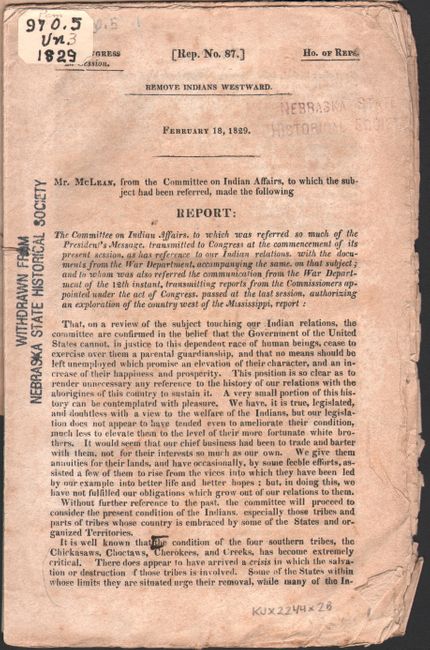 970.5
Un3
1829
[Rep. No. 87.]
Ho. of Reps.
Session.
REMOVE INDIANS WESTWARD.
NEBRASKA STATE
HISTORICAL
February 18, 1829.
Mr. McLean, from the Committee on Indian Affairs, to which the sub-
ject had been referred, made the following
REPORT:
The Committee on Indian Affairs, to which was referred so much of the
President's Message, transmitted to Congress at the commencement of its
present session, as has reference to our Indian relations, with the docu-
ments from the War Department, accompanying the same, on that subject;
and to whom was also referred the communication from the War Depart-
ment of the 12th instant, transmitting reports from the Commissioners ap-
pointed under the act of Congress, passed at the last session, authorizing
an exploration of the country west of the Mississippi, report:
That, on a review of the subject touching our Indian relations, the
committee are confirmed in the belief that the Government of the United
States cannot, in justice to this dependent race of human beings, cease to
exercise over them a parental guardianship, and that no means should be
left unemployed which promise an elevation of their character, and an in-
crease of their happiness and prosperity. This position is so clear as to
render unnecessary any reference to the history of our relations with the
aborigines of this country to sustain it. A very small portion of this his-
tory can be contemplated with pleasure. We have, it is true, legislated,
and doubtless with a view to the welfare of the Indians, but our legisla-
tion does not appear to have tended even to ameliorate their condition,
much less to elevate them to the level of their more fortunate white bro-
thers. It would seem that our chief business had been to trade and barter
with them, not for their interests so much as our own. We give them
annuities for their lands, and have occasionally, by some feeble efforts, as-
sisted a few of them to rise from the vices into which they have been led
by our example into better life and better hopes: but, in doing this, we
have not fulfilled our obligations which grow out of our relations to them.
Without further reference to the past, the committee will proceed to
consider the present condition of the Indians, especially those tribes and
parts of tribes whose country is embraced by some of the States and or-
ganized Territories.
It is well known that the condition of the four southern tribes, the
Chickasaws, Choctaws, Cherokees, and Creeks, has become extremely
critical. There does appear to have arrived a crisis in which the salva-
tion or destruction of those tribes is involved. Some of the States within
whose limits they are situated urge their removal, while many of the In-
WITHDRAWN FROM
NEBRASKA STATE HISTORICAL SOCIETY
KUX2244x2B